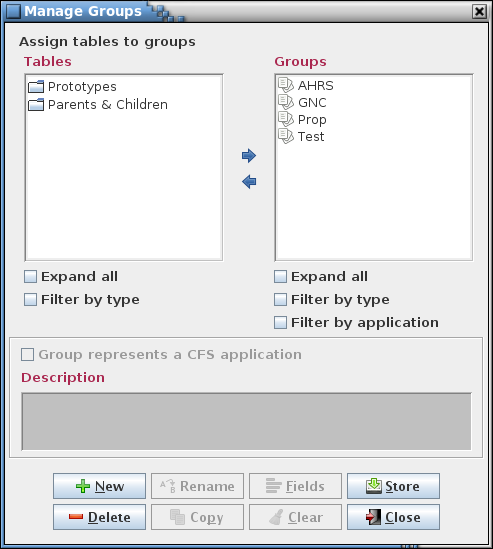 Manage Groups
Assign tables to groups
Tables
Prototypes
Parents & Children
Expand all
Filter by type
Groups
AHRS
GNC
Prop
Test
Expand all
Filter by type
Filter by application
Group represents a CFS application
Description
New
Rename
Fields
Store
Delete
Copy
Clear
Close